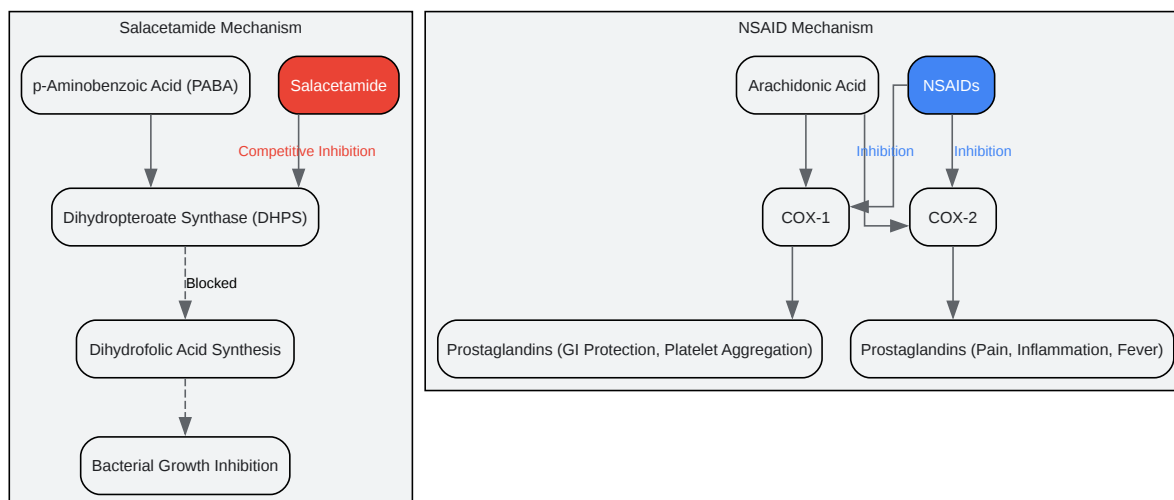 Salacetamide Mechanism
p-Aminobenzoic Acid (PABA)
Salacetamide
Competitive Inhibition
Dihydropteroate Synthase (DHPS)
Blocked
Dihydrofolic Acid Synthesis
Bacterial Growth Inhibition
NSAID Mechanism
Arachidonic Acid
NSAIDs
Inhibition
Inhibition
COX-1
COX-2
Prostaglandins (GI Protection, Platelet Aggregation)
Prostaglandins (Pain, Inflammation, Fever)